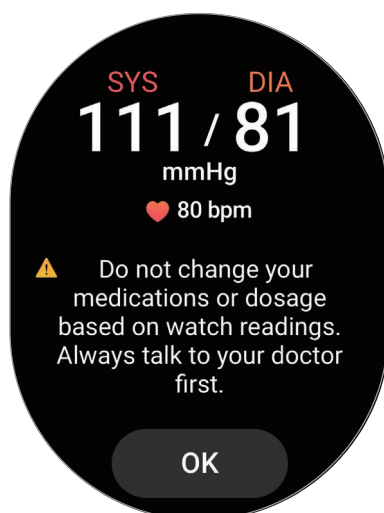 SYS DIA
111 / 81
mmHg
80 bpm
Do not change your
medications or dosage
based on watch readings.
Always talk to your doctor
first.
OK